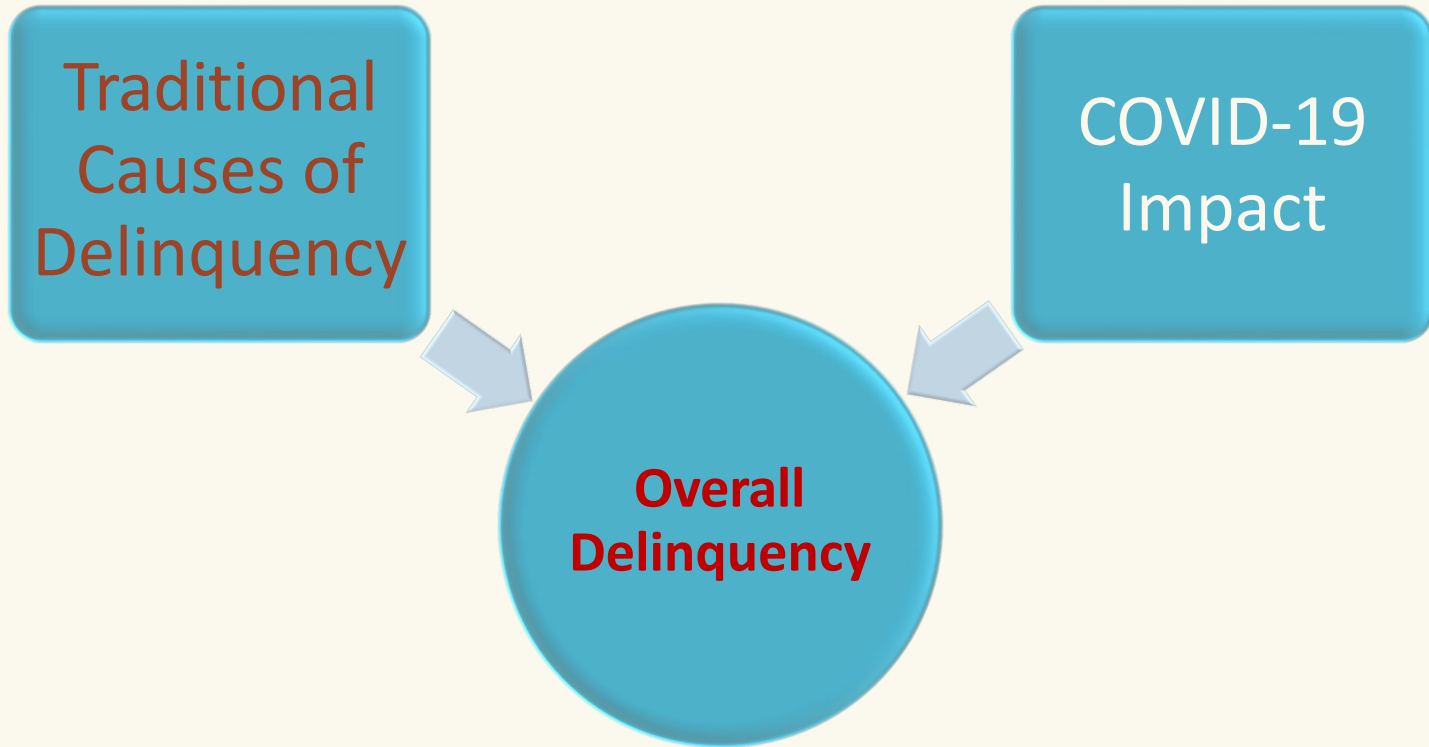 Traditional
Causes of
Delinquency
COVID-19
Impact
Overall
Delinquency